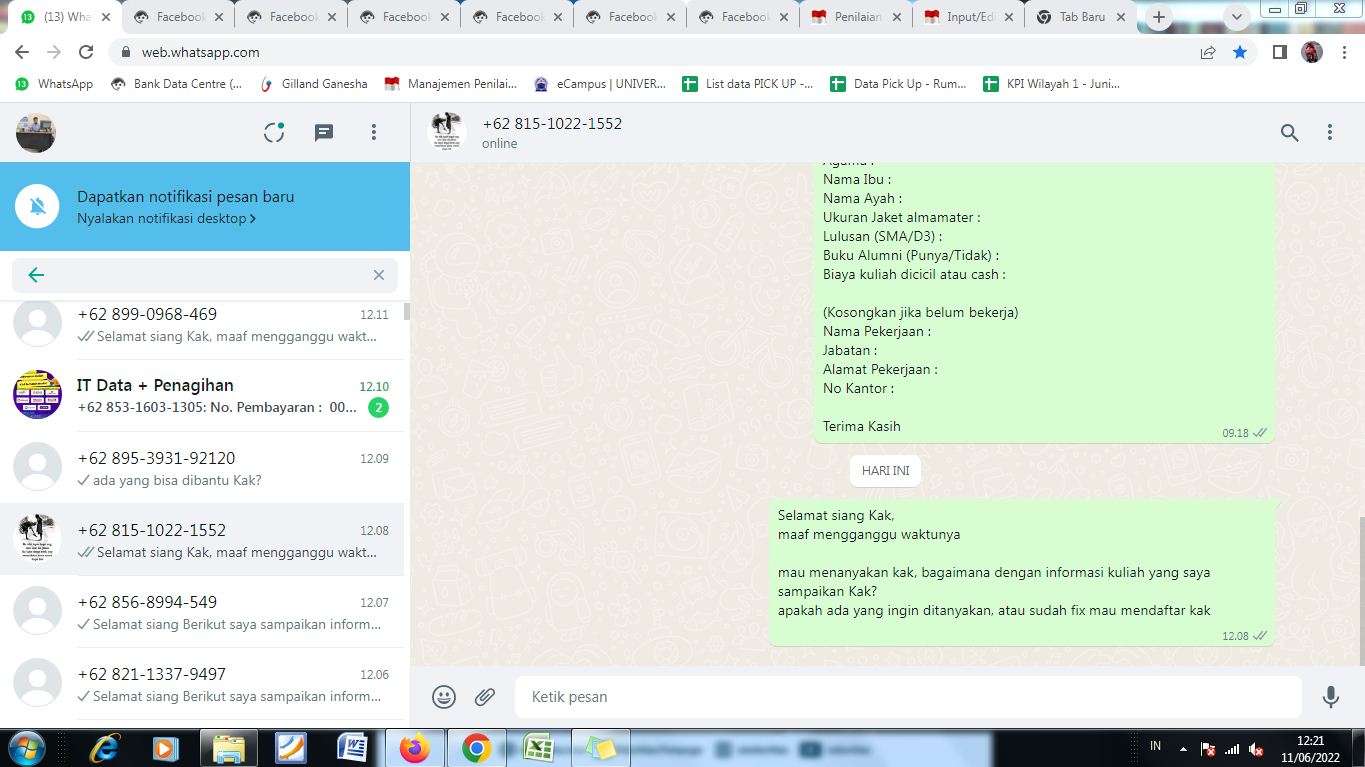 (13) Wha
Facebook
Facebook
Facebook
Facebook
Facebook
Facebook
Penilaian
Input/Edi
Tab Baru
web.whatsapp.com
WhatsApp
Bank Data Centre (...
Gilland Ganesha
Manajemen Penilai...
eCampus | UNIVER...
List data PICK UP -...
Data Pick Up - Rum...
KPI Wilayah 1 - Juni...
Dapatkan notifikasi pesan baru
Nyalakan notifikasi desktop
+62 899-0968-469
12.11
Selamat siang Kak, maaf mengganggu wakt...
IT Data + Penagihan
12.10
+62 853-1603-1305: No. Pembayaran : 00...
2
+62 895-3931-92120
12.09
ada yang bisa dibantu Kak?
+62 815-1022-1552
12.08
Selamat siang Kak, maaf mengganggu wakt...
+62 856-8994-549
12.07
Selamat siang Berikut saya sampaikan inform...
+62 821-1337-9497
12.06
Selamat siang Berikut saya sampaikan inform...
+62 815-1022-1552
online
Agama :
Nama Ibu :
Nama Ayah :
Ukuran Jaket almamater :
Lulusan (SMA/D3) :
Buku Alumni (Punya/Tidak) :
Biaya kuliah dicicil atau cash :
(Kosongkan jika belum bekerja)
Nama Pekerjaan :
Jabatan :
Alamat Pekerjaan :
No Kantor :
Terima Kasih
09.18
HARI INI
Selamat siang Kak,
maaf mengganggu waktunya
mau menanyakan kak, bagaimana dengan informasi kuliah yang saya
sampaikan Kak?
apakah ada yang ingin ditanyakan, atau sudah fix mau mendaftar kak
12.08
Ketik pesan
IN
12:21
11/06/2022